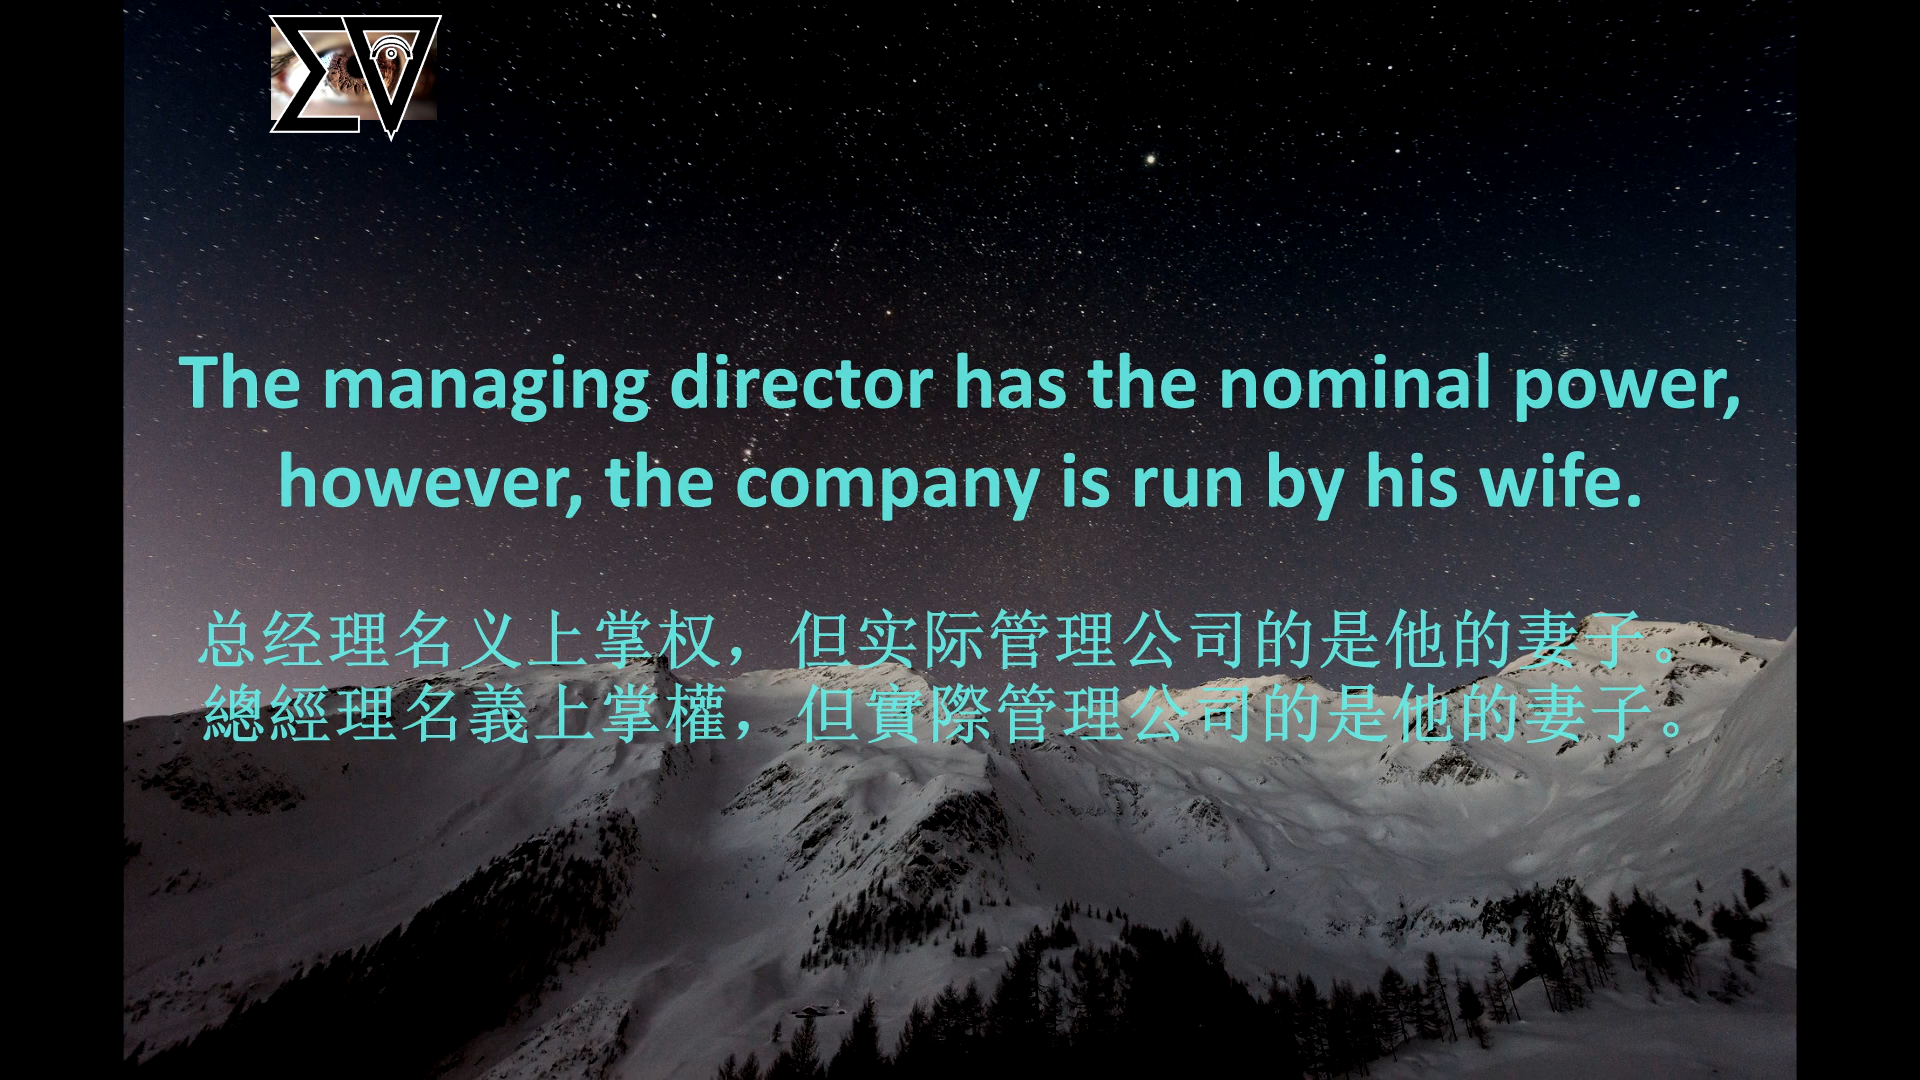 The managing director has the nominal power,
however, the company is run by his wife.
总经理名义上掌权，但实际管理公司的是他的妻子。
總經理名義上掌權，但實際管理公司的是他的妻子。